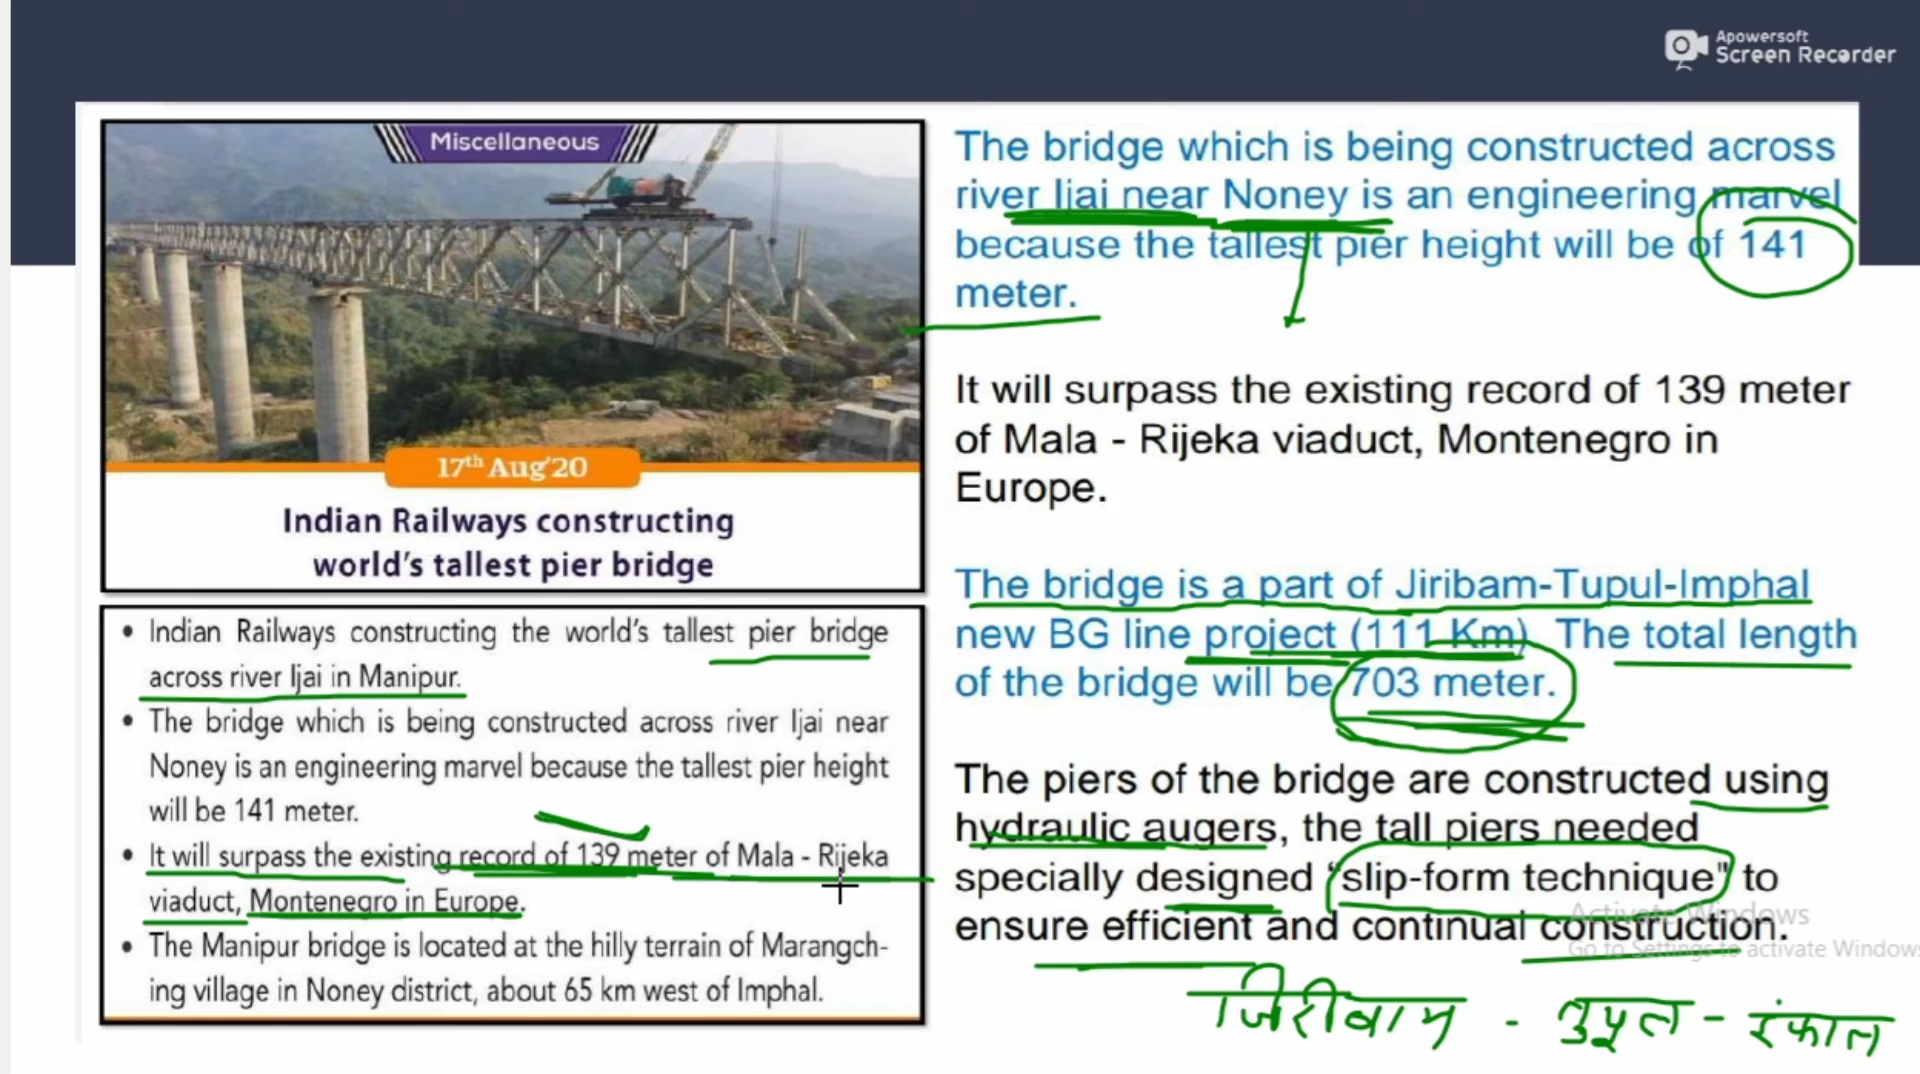 Apowersoft
Screen Recorder
Miscellaneous
17th Aug'20
Indian Railways constructing
world's tallest pier bridge
• Indian Railways constructing the world's tallest pier bridge
across river Ijai in Manipur.
• The bridge which is being constructed across river Ijai near
Noney is an engineering marvel because the tallest pier height
will be 141 meter.
• It will surpass the existing record of 139 meter of Mala - Rijeka
viaduct, Montenegro in Europe.
• The Manipur bridge is located at the hilly terrain of Marangch-
ing village in Noney district, about 65 km west of Imphal.
The bridge which is being constructed across
river Ijai near Noney is an engineering marvel
because the tallest pier height will be of 141
meter.
It will surpass the existing record of 139 meter
of Mala - Rijeka viaduct, Montenegro in
Europe.
The bridge is a part of Jiribam-Tupul-Imphal
new BG line project (111 Km) The total length
of the bridge will be 703 meter.
The piers of the bridge are constructed using
hydraulic augers, the tall piers needed
specially designed "slip-form technique" to
ensure efficient and continual construction.
Activate Windows
Go to Settings to activate Windows
जिरीबाम - तुपुल -